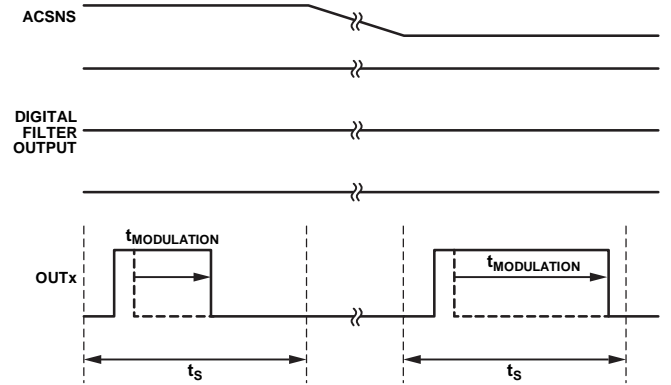 ACSNS
DIGITAL
FILTER
OUTPUT
tMODULATION
tMODULATION
OUTx
tS
tS